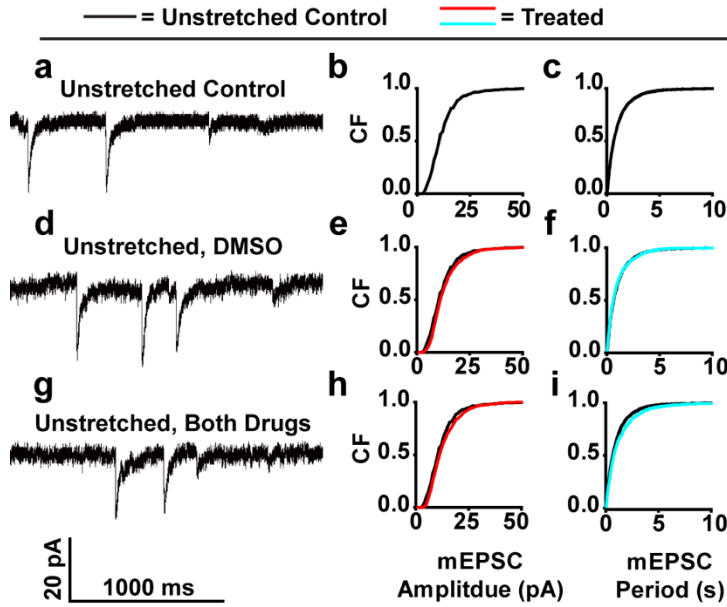 = Unstretched Control = Treated
a Unstretched Control
b CF 1.0 0.5 0.0 0 25 50
c 1.0 0.5 0.0 0 5 10
d Unstretched, DMSO
e CF 1.0 0.5 0.0 0 25 50
f 1.0 0.5 0.0 0 5 10
g Unstretched, Both Drugs
h CF 1.0 0.5 0.0 0 25 50
i 1.0 0.5 0.0 0 5 10
20 pA
1000 ms
mEPSC
Amplitdue (pA)
mEPSC
Period (s)